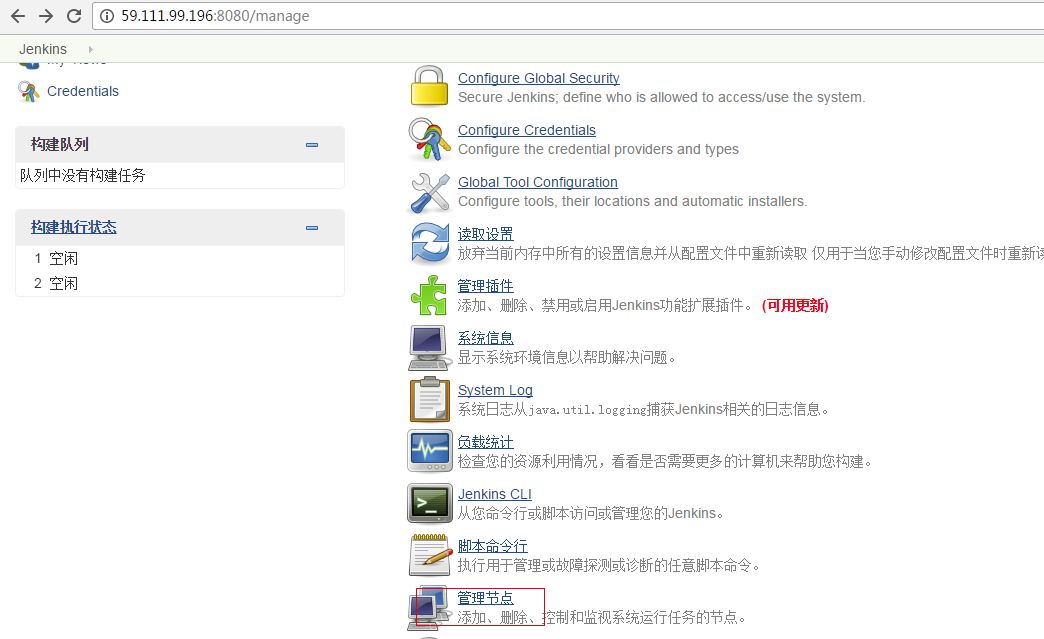 59.111.99.196:8080/manage
Jenkins
Credentials
构建队列
队列中没有构建任务
构建执行状态
1 空闲
2 空闲
Configure Global Security
Secure Jenkins; define who is allowed to access/use the system.
Configure Credentials
Configure the credential providers and types
Global Tool Configuration
Configure tools, their locations and automatic installers.
读取设置
放弃当前内存中所有的设置信息并从配置文件中重新读取 仅用于当您手动修改配置文件时重新
管理插件
添加、删除、禁用或启用Jenkins功能扩展插件。 (可用更新)
系统信息
显示系统环境信息以帮助解决问题。
System Log
系统日志从java.util.logging捕获Jenkins相关的日志信息。
负载统计
检查您的资源利用情况，看看是否需要更多的计算机来帮助您构建。
Jenkins CLI
从您命令行或脚本访问或管理您的Jenkins。
脚本命令行
执行用于管理或故障探测或诊断的任意脚本命令。
管理节点
添加、删除、控制和监视系统运行任务的节点。